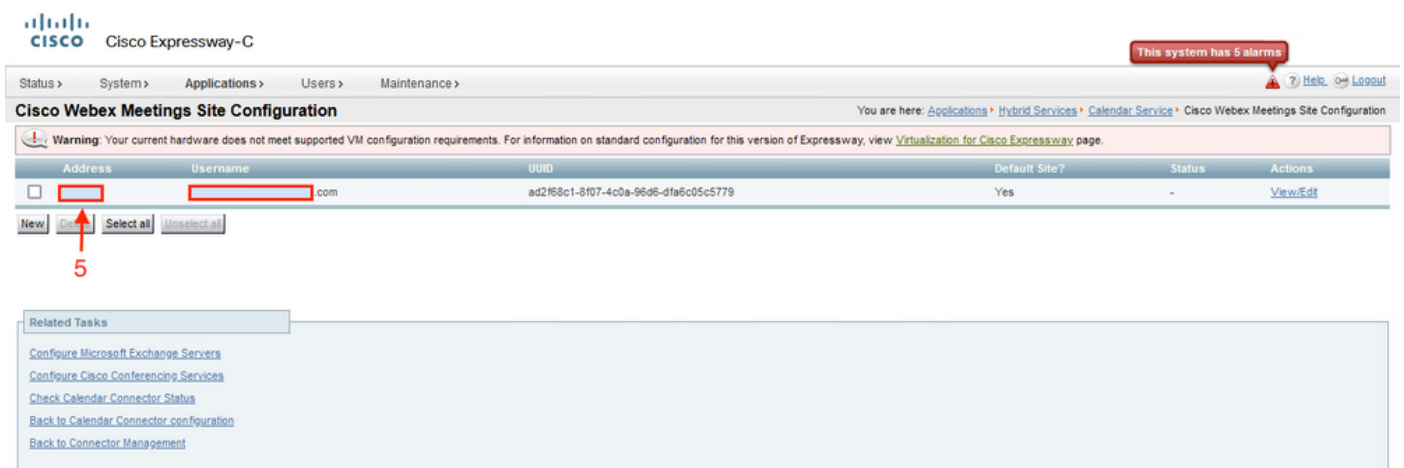 CISCO Cisco Expressway-C
This system has 5 alarms
Status > System > Applications > Users > Maintenance > Help Logout
Cisco Webex Meetings Site Configuration You are here: Applications Hybrid Services Calendar Service Cisco Webex Meetings Site Configuration
Warning: Your current hardware does not meet supported VM configuration requirements. For information on standard configuration for this version of Expressway, view Virtualization for Cisco Expressway page.
Address Username UUID Default Site? Status Actions
.com ad2f68c1-8f07-4c0a-96d6-dfa6c05c5779 Yes - View/Edit
New Delete Select all Unselect all
5
Related Tasks
Configure Microsoft Exchange Servers
Configure Cisco Conferencing Services
Check Calendar Connector Status
Back to Calendar Connector configuration
Back to Connector Management